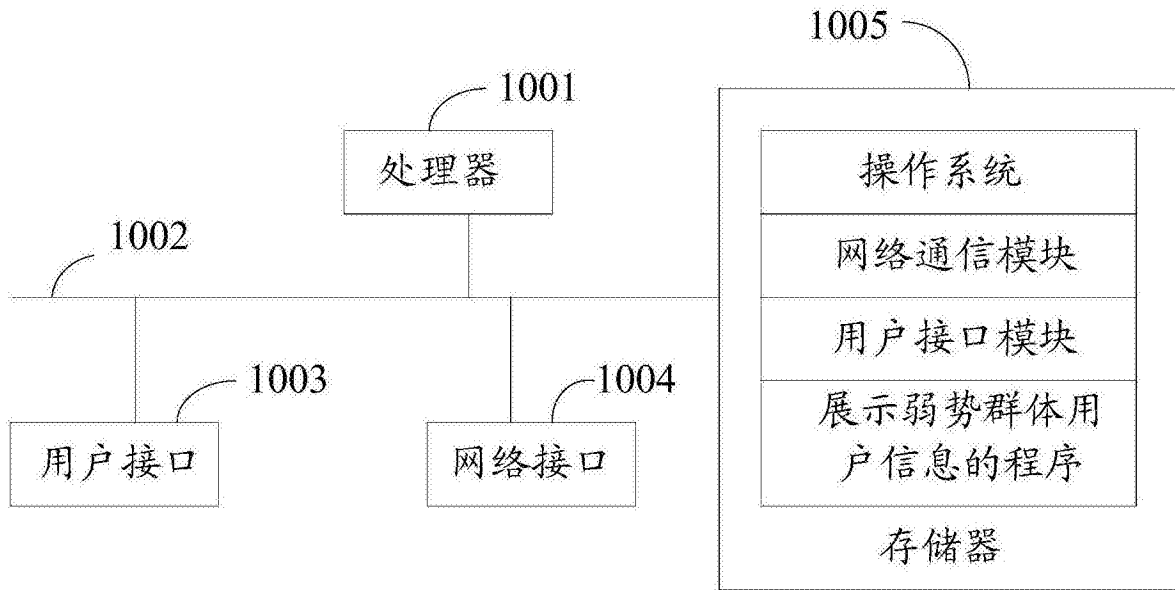 1005
1001
处理器
操作系统
1002
网络通信模块
用户接口模块
1003
1004
展示弱势群体用
户信息的程序
用户接口
网络接口
存储器